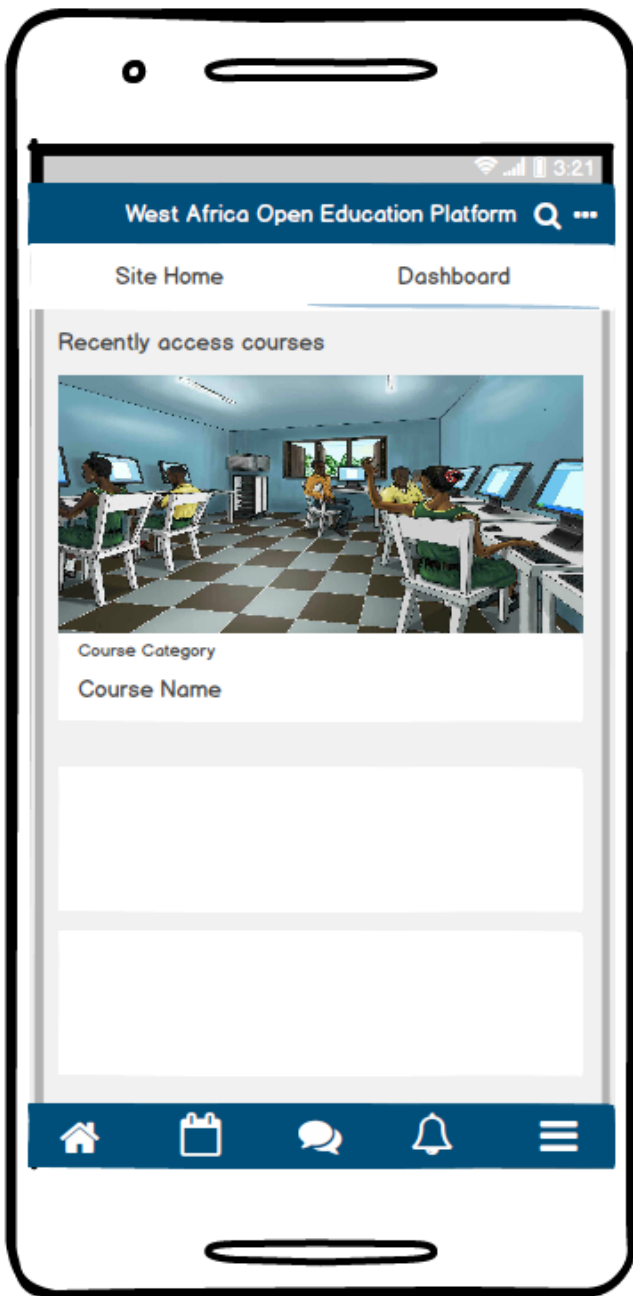 3:21
West Africa Open Education Platform
Site Home Dashboard
Recently access courses
Course Category
Course Name